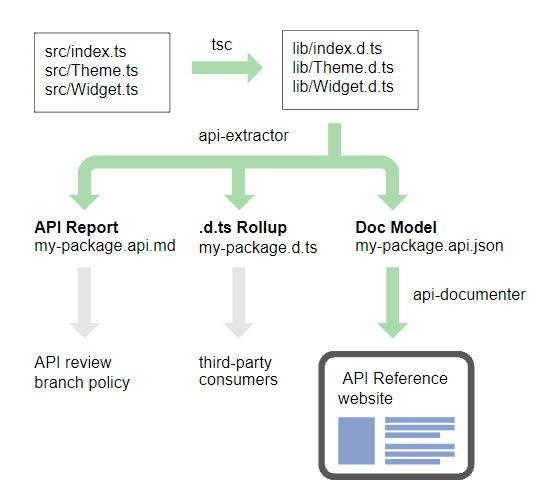 tsc
src/index.ts
src/Theme.ts
src/Widget.ts
lib/index.d.ts
lib/Theme.d.ts
lib/Widget.d.ts
api-extractor
API Report
my-package.api.md
.d.ts Rollup
my-package.d.ts
Doc Model
my-package.api.json
api-documenter
API review
branch policy
third-party
consumers
API Reference
website